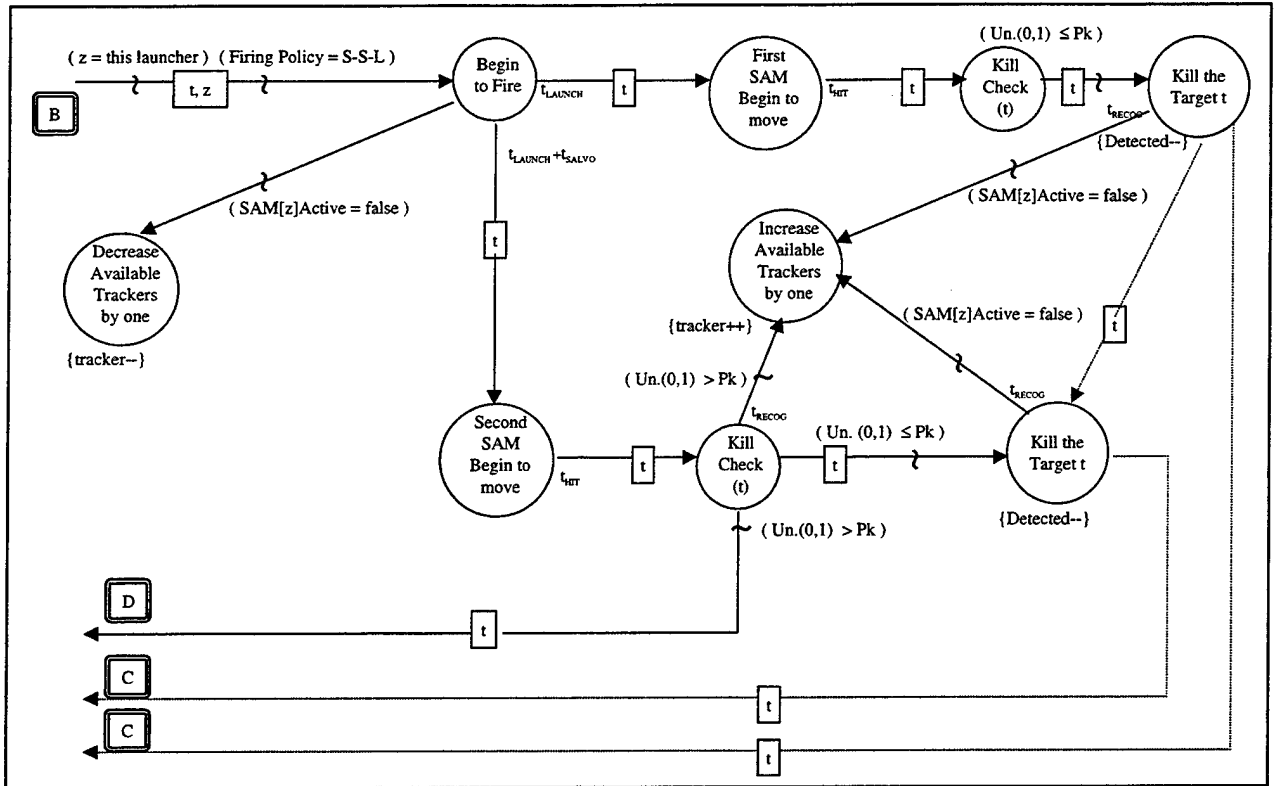 ( z = this launcher ) ( Firing Policy = S-S-L )
t, z
B
Begin
to Fire
tLAUNCH
t
First
SAM
Begin to
move
tHIT
t
( Un.(0,1) ≤ Pk )
Kill
Check
(t)
t
Kill the
Target t
tRECOG
{Detected--}
tLAUNCH+tSALVO
( SAM[z]Active = false )
Decrease
Available
Trackers
by one
{tracker--}
t
Increase
Available
Trackers
by one
{tracker++}
( SAM[z]Active = false )
( SAM[z]Active = false )
t
( Un.(0,1) > Pk )
tRECOG
Second
SAM
Begin to
move
tHIT
t
Kill
Check
(t)
( Un. (0,1) ≤ Pk )
t
tRECOG
Kill the
Target t
{Detected--}
( Un.(0,1) > Pk )
D
t
C
t
C
t